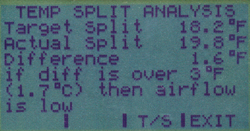 TEMP SPLIT ANALYSIS
Target Split 18.2°F
Actual Split 19.8°F
Difference 1.6°F
if diff is over 3°F
(1.7°C) then airflow
is low
| | T/S | EXIT